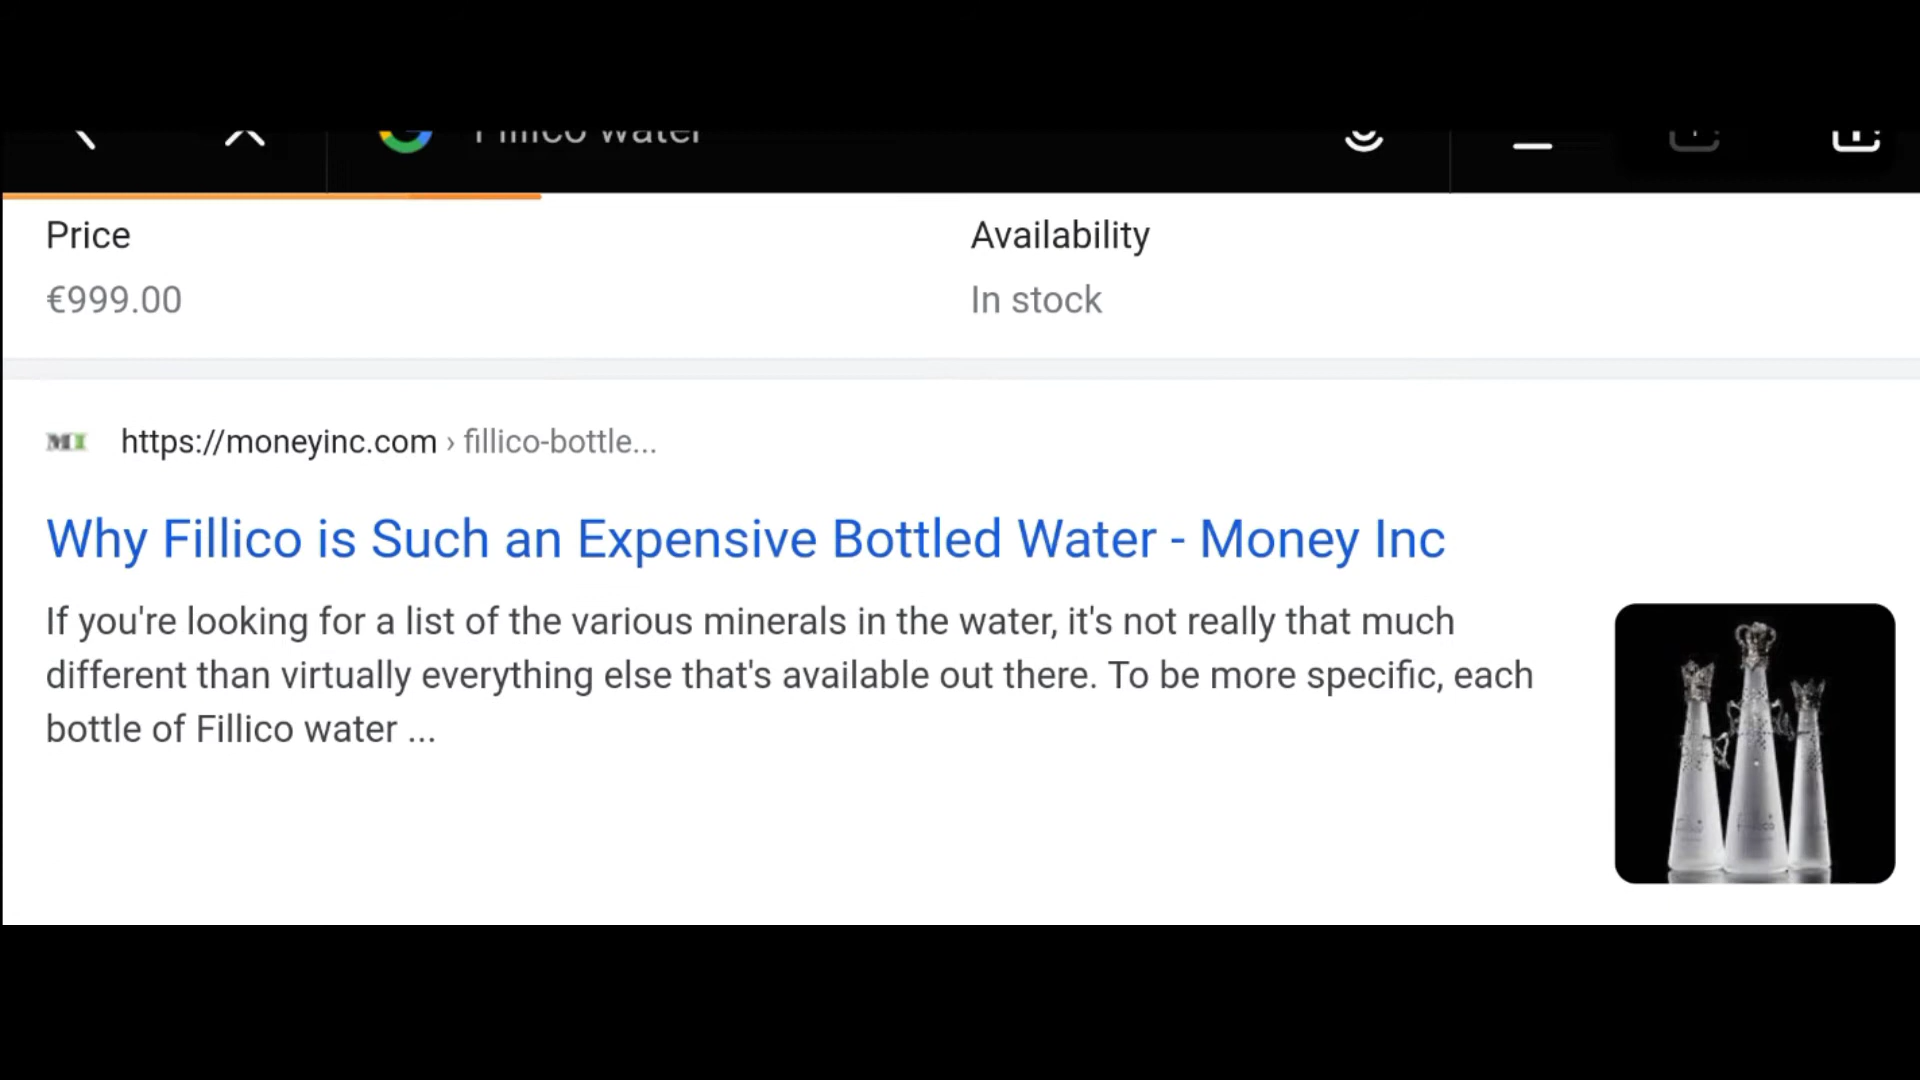 Fillico water
Price
Availability
€999.00
In stock
MI
https://moneyinc.com › fillico-bottle...
Why Fillico is Such an Expensive Bottled Water - Money Inc
If you're looking for a list of the various minerals in the water, it's not really that much
different than virtually everything else that's available out there. To be more specific, each
bottle of Fillico water ...